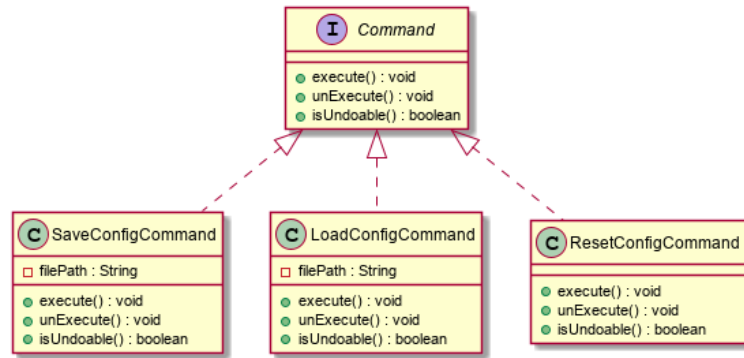 I Command
execute() : void
unExecute() : void
isUndoable() : boolean
C SaveConfigCommand
filePath : String
execute() : void
unExecute() : void
isUndoable() : boolean
C LoadConfigCommand
filePath : String
execute() : void
unExecute() : void
isUndoable() : boolean
C ResetConfigCommand
execute() : void
unExecute() : void
isUndoable() : boolean